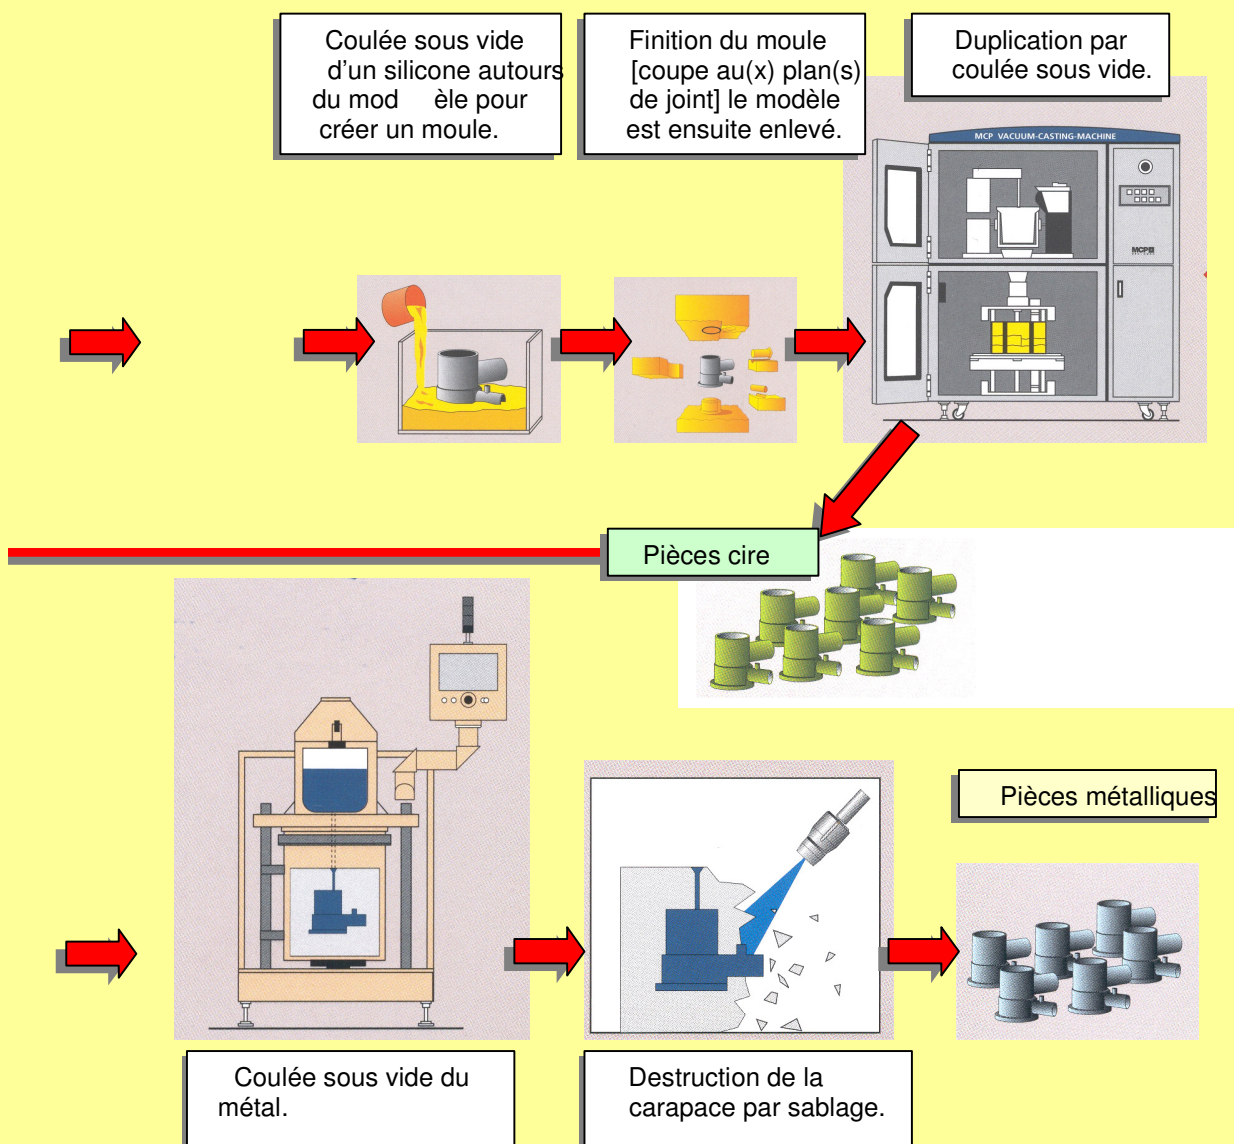 Coulée sous vide
d'un silicone autours
du mod èle pour
créer un moule.
Finition du moule
[coupe au(x) plan(s)
de joint] le modèle
est ensuite enlevé.
Duplication par
coulée sous vide.
MCP VACUUM-CASTING-MACHINE
MCP
Pièces cire
Pièces métalliques
Coulée sous vide du
métal.
Destruction de la
carapace par sablage.